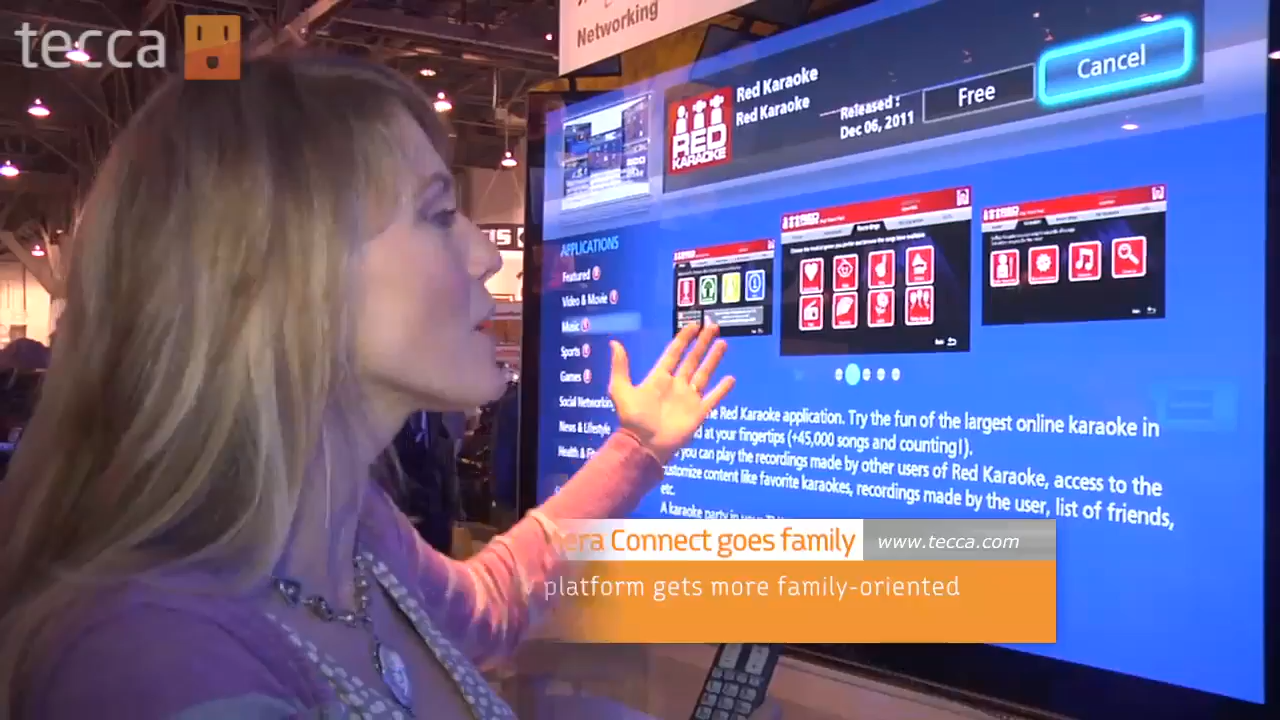 tecca
Networking
Red Karaoke
Red Karaoke
RED
KARAOKE
Released :
Dec 06, 2011
Free
Cancel
APPLICATIONS
Featured
Video & Movie
Music
Sports
Games
Social Networking
News & Lifestyle
Health &
Red Karaoke application. Try the fun of the largest online karaoke in
at your fingertips (+45,000 songs and counting!).
you can play the recordings made by other users of Red Karaoke, access to the
customize content like favorite karaokes, recordings made by the user, list of friends,
etc.
A karaoke party in
era Connect goes family
www.tecca.com
platform gets more family-oriented